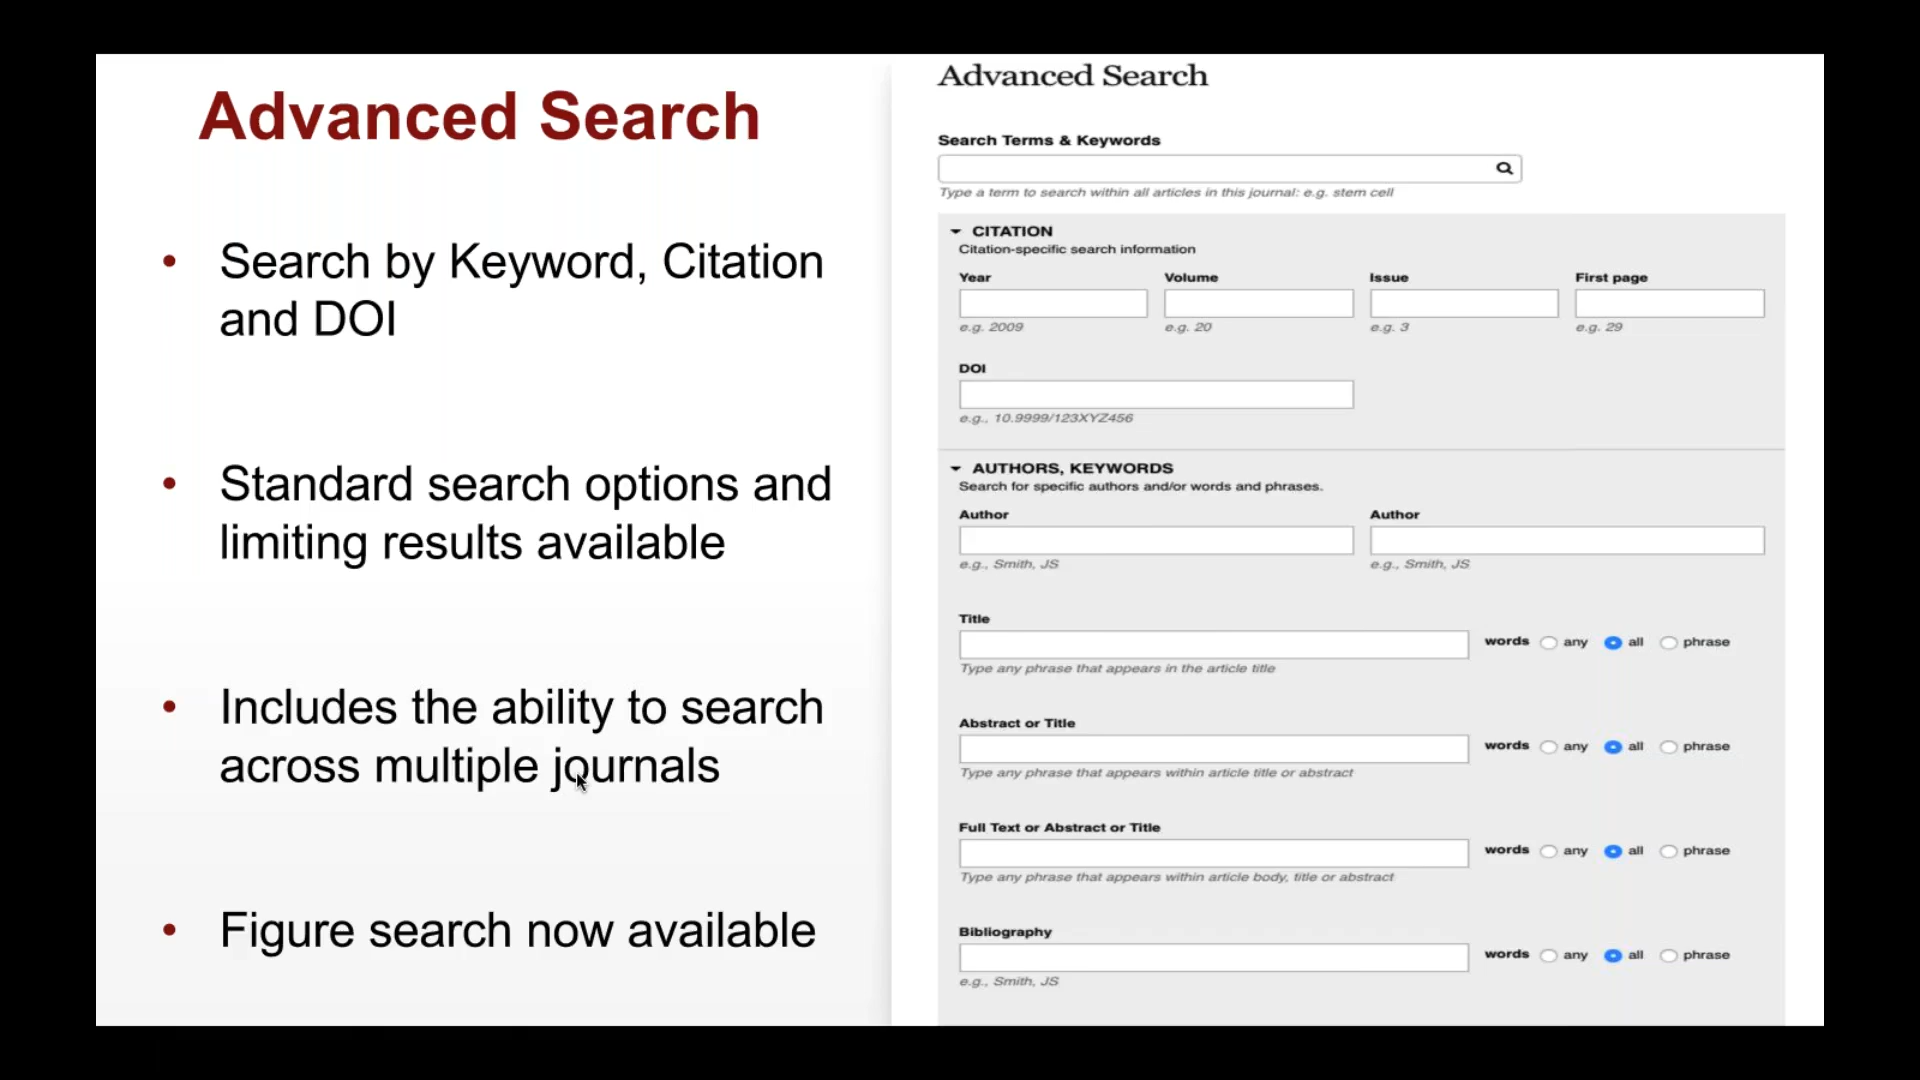 Advanced Search
• Search by Keyword, Citation
and DOI
• Standard search options and
limiting results available
• Includes the ability to search
across multiple journals
• Figure search now available
Advanced Search
Search Terms & Keywords
Type a term to search within all articles in this journal: e.g. stem cell
CITATION
Citation-specific search information
Year Volume Issue First page
e.g. 2009 e.g. 20 e.g. 3 e.g. 29
DOI
e.g., 10.9999/123XYZ456
AUTHORS, KEYWORDS
Search for specific authors and/or words and phrases.
Author Author
e.g., Smith, JS e.g., Smith, JS
Title
words any all phrase
Type any phrase that appears in the article title
Abstract or Title
words any all phrase
Type any phrase that appears within article title or abstract
Full Text or Abstract or Title
words any all phrase
Type any phrase that appears within article body, title or abstract
Bibliography
words any all phrase
e.g., Smith, JS